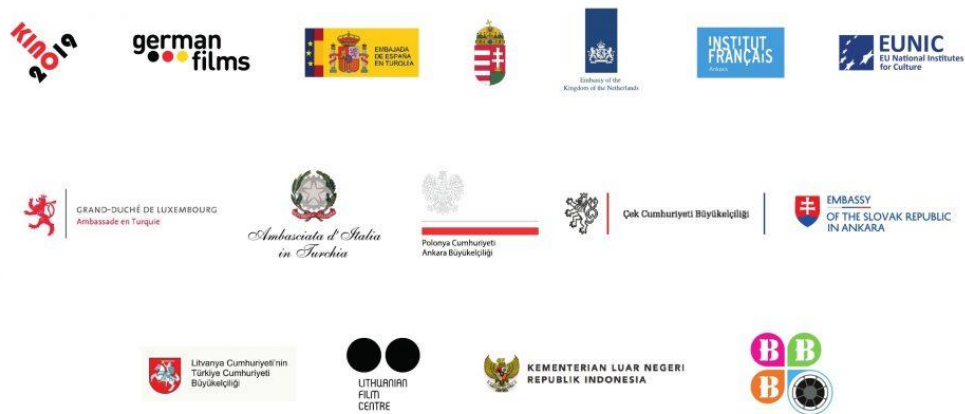 KINO 2019
german
films
EMBAJADA
DE ESPAÑA
EN TURQUÍA
Embassy of the
Kingdom of the Netherlands
INSTITUT
FRANÇAIS
Ankara
EUNIC
EU National Institutes
for Culture
GRAND-DUCHÉ DE LUXEMBOURG
Ambassade en Turquie
Ambasciata d'Italia
in Turchia
Polonya Cumhuriyeti
Ankara Büyükelçiliği
Çek Cumhuriyeti Büyükelçiliği
EMBASSY
OF THE SLOVAK REPUBLIC
IN ANKARA
Litvanya Cumhuriyeti'nin
Türkiye Cumhuriyeti
Büyükelçiliği
LITHUANIAN
FILM
CENTRE
KEMENTERIAN LUAR NEGERI
REPUBLIK INDONESIA
B B
B